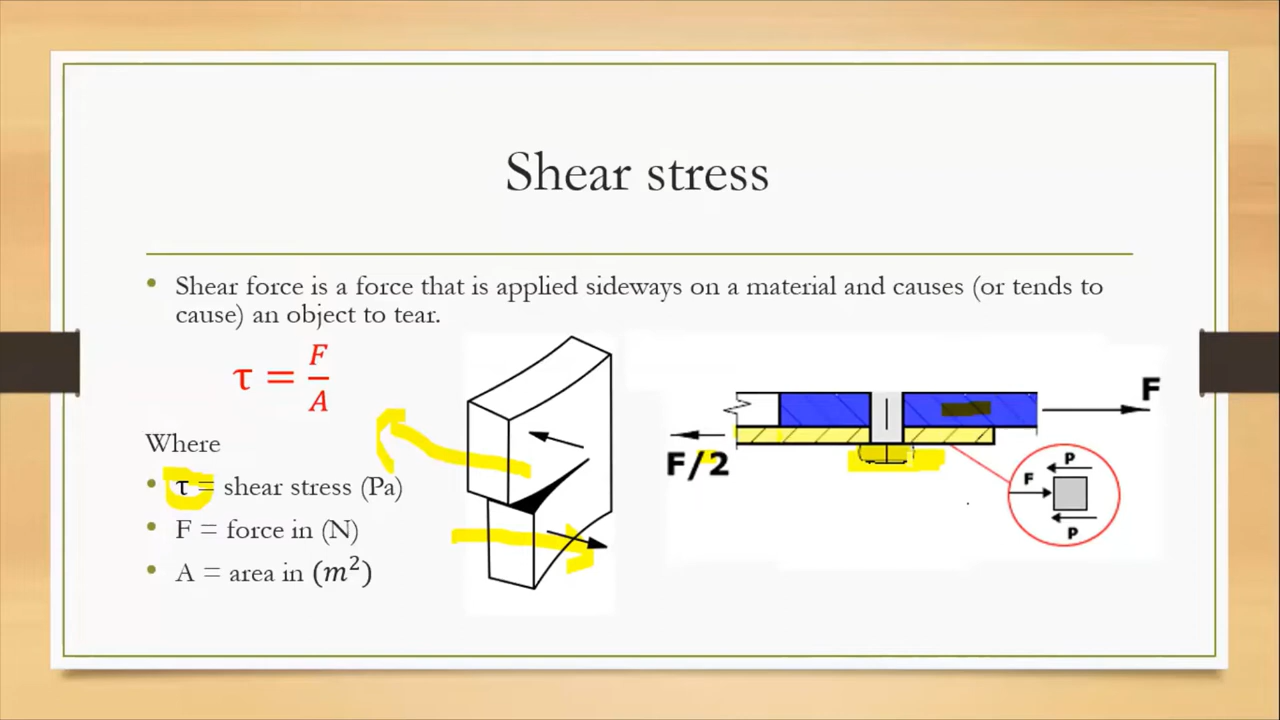 Shear stress
• Shear force is a force that is applied sideways on a material and causes (or tends to
cause) an object to tear.
τ = F/A
Where
• τ = shear stress (Pa)
• F = force in (N)
• A = area in (m²)
F
F/2
P
F
P